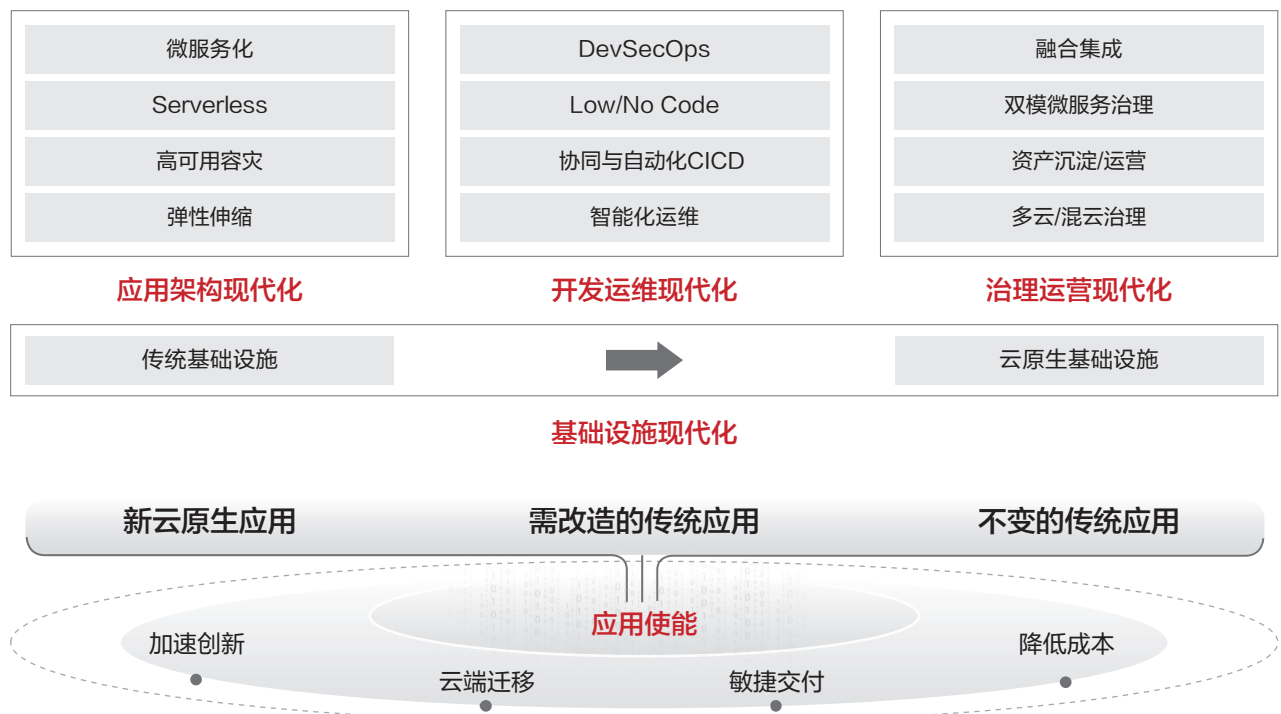 微服务化
Serverless
高可用容灾
弹性伸缩
应用架构现代化
DevSecOps
Low/No Code
协同与自动化CICD
智能化运维
开发运维现代化
融合集成
双模微服务治理
资产沉淀/运营
多云/混云治理
治理运营现代化
传统基础设施
云原生基础设施
基础设施现代化
新云原生应用
需改造的传统应用
不变的传统应用
应用使能
加速创新
云端迁移
敏捷交付
降低成本